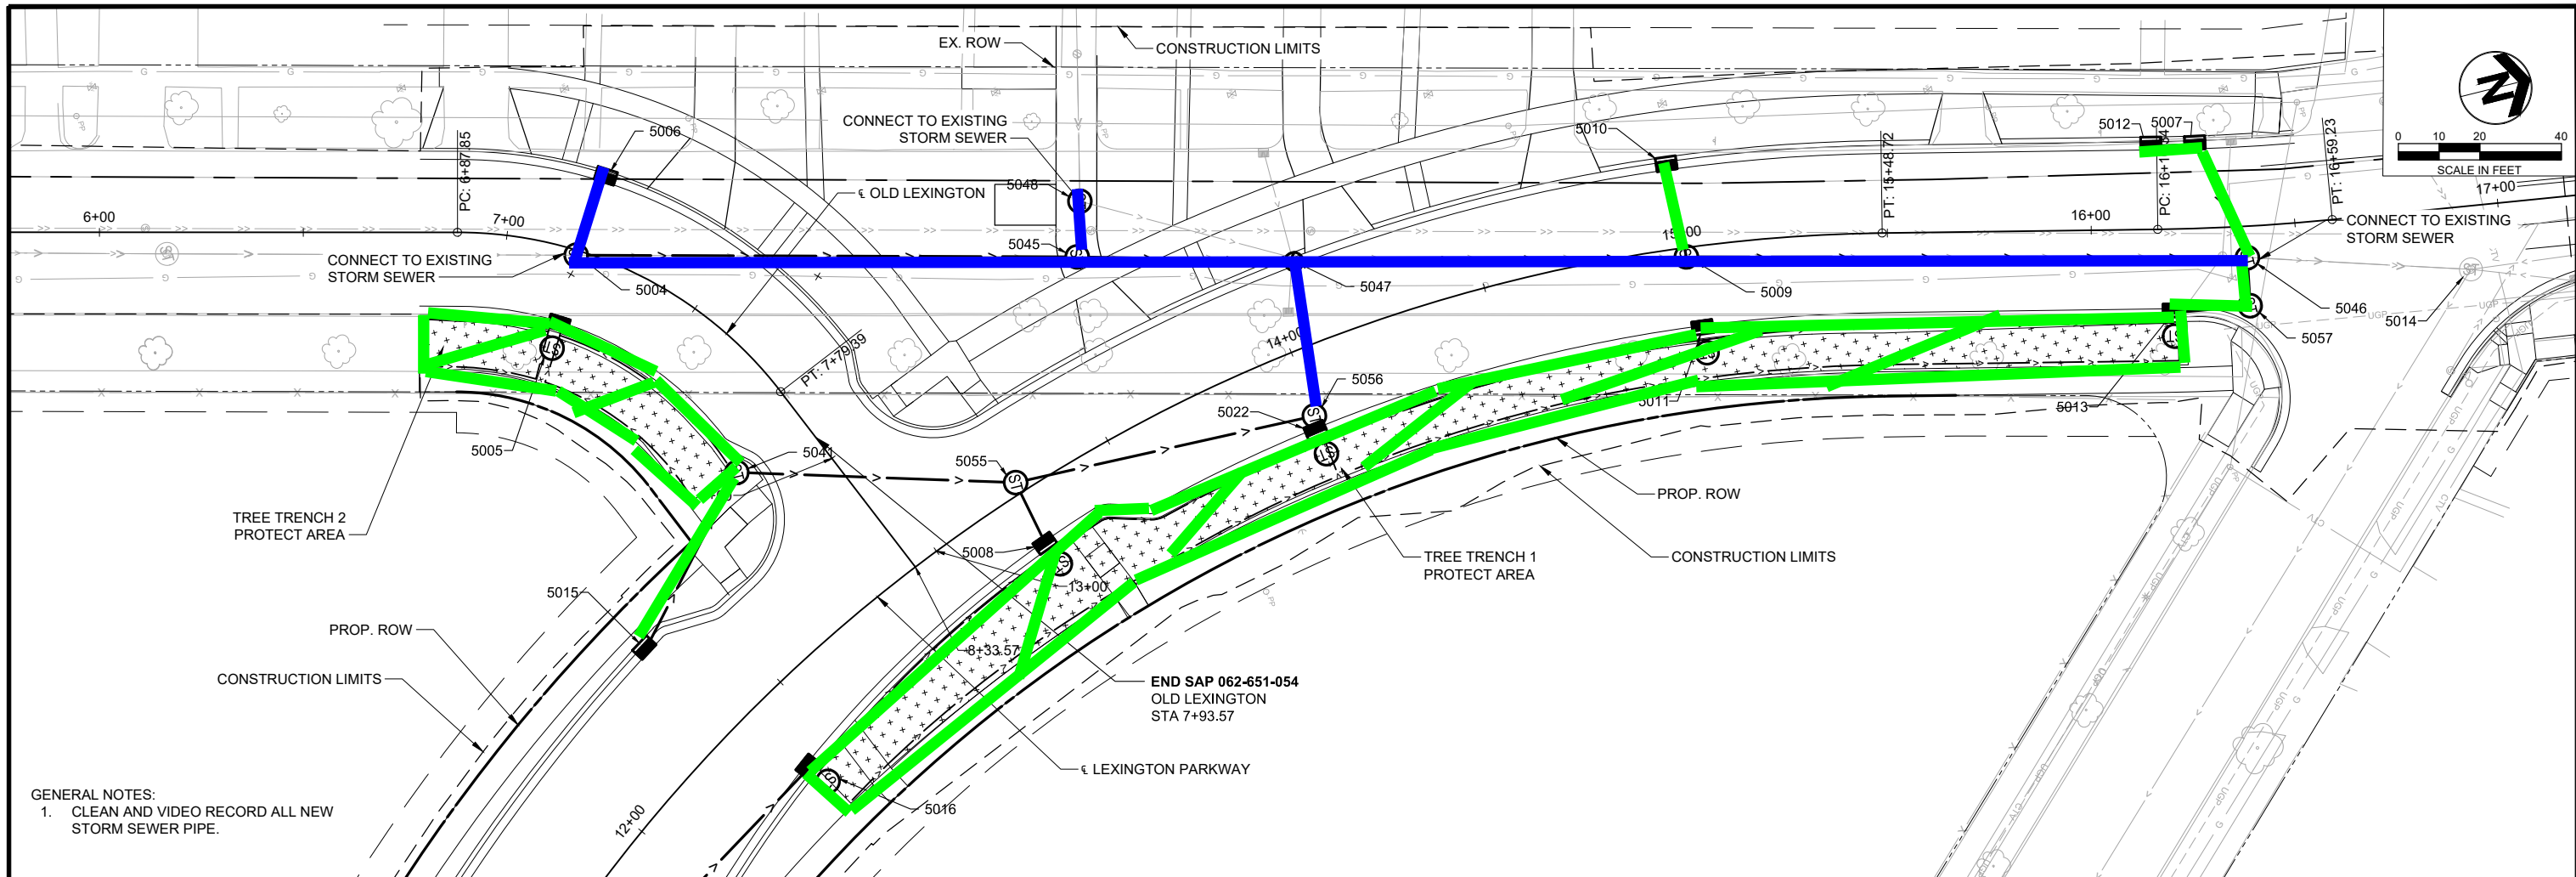 EX. ROW
CONSTRUCTION LIMITS
CONNECT TO EXISTING
STORM SEWER
5006
5010
5012
5007
PC: 6+87.85
PT: 15+48.72
PT: 16+59.23
0 10 20 40
SCALE IN FEET
17+00
5048
℄ OLD LEXINGTON
6+00
7+00
16+00
CONNECT TO EXISTING
STORM SEWER
5045
CONNECT TO EXISTING
STORM SEWER
5004
5047
5009
5046
5014
5057
14+00
PT: 7+79.39
5056
5022
5011
5013
5005
5041
5055
ST
PROP. ROW
TREE TRENCH 2
PROTECT AREA
5008
TREE TRENCH 1
PROTECT AREA
CONSTRUCTION LIMITS
13+00
5015
PROP. ROW
8+33.57
CONSTRUCTION LIMITS
END SAP 062-651-054
OLD LEXINGTON
STA 7+93.57
℄ LEXINGTON PARKWAY
5016
12+00
GENERAL NOTES:
1. CLEAN AND VIDEO RECORD ALL NEW
STORM SEWER PIPE.